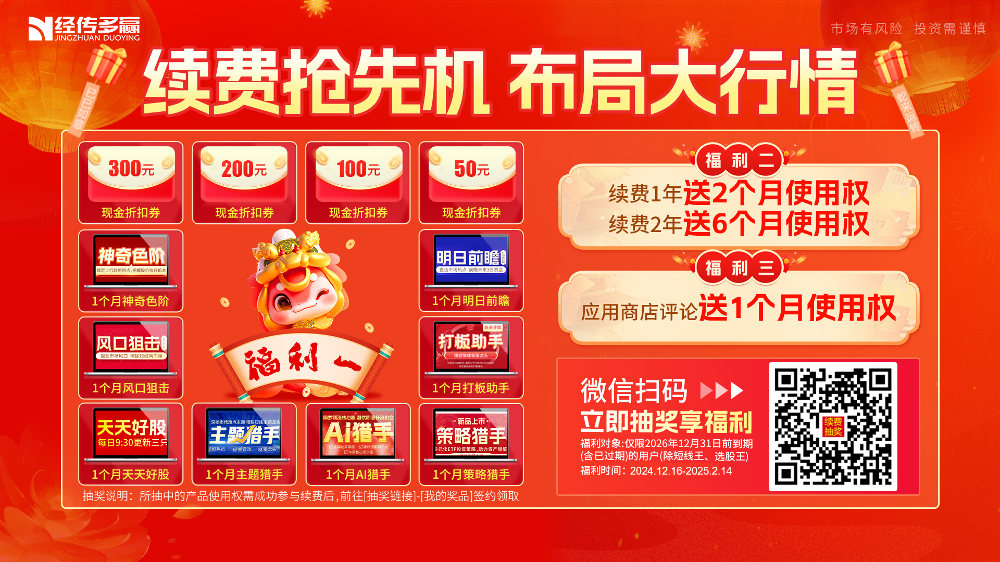 经传多赢
JINGZHUAN DUOYING
市场有风险 投资需谨慎
续费抢先机 布局大行情
蛇来运转
300元
现金折扣券
200元
现金折扣券
100元
现金折扣券
50元
现金折扣券
神奇色阶
锁定上行趋势拐点,把握股价拉升机会
1个月神奇色阶
明日前瞻
直击市场热点 前瞻未来3日机会
1个月明日前瞻
风口狙击
掘金市场风口 捕捉短线风向标
1个月风口狙击
焕新升级
打板助手
捕捉情绪领涨龙头
1个月打板助手
福利一
天天好股
每日9:30更新三只
1个月天天好股
深挖市场热点主题 猎取短线主题龙头
主题猎手
抓热点 捕异动 猎龙头
1个月主题猎手
网罗领涨核心股 潜伏同涨补涨机会
Ai猎手
布局核心龙头股
1个月AI猎手
新品上市
策略猎手
多元化ETF投资策略,助力资产增值
1个月策略猎手
抽奖说明：所抽中的产品使用权需成功参与续费后,前往[抽奖链接]-[我的奖品]签约领取
福利二
续费1年送2个月使用权
续费2年送6个月使用权
福利三
应用商店评论送1个月使用权
微信扫码
立即抽奖享福利
福利对象:仅限2026年12月31日前到期
(含已过期)的用户(除短线王、选股王)
福利时间：2024.12.16-2025.2.14
续费
抽奖